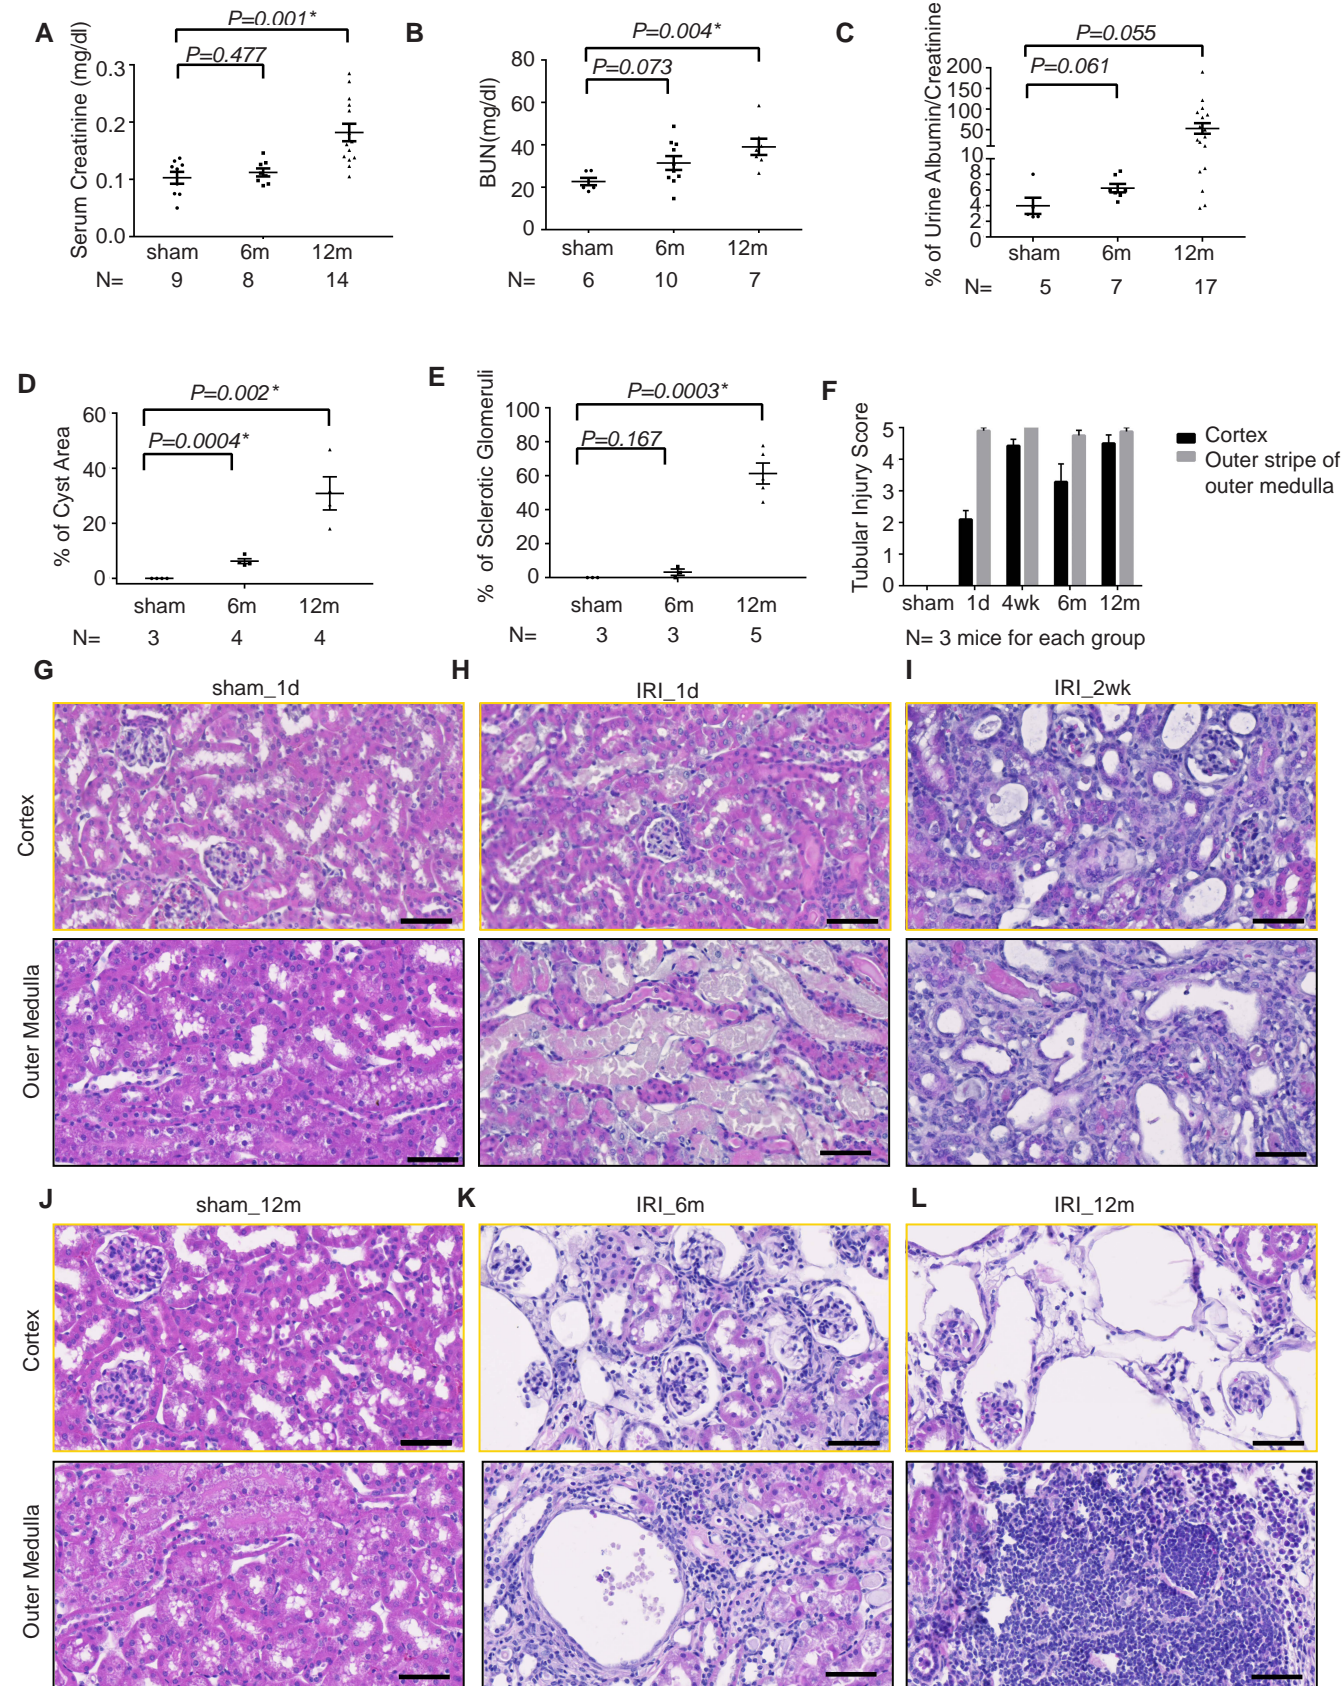 A
P=0.001*
P=0.477
Serum Creatinine (mg/dl)
0.3
0.2
0.1
0.0
sham 6m 12m
N= 9 8 14
B
P=0.004*
P=0.073
BUN(mg/dl)
80
60
40
20
0
sham 6m 12m
N= 6 10 7
C
P=0.055
P=0.061
% of Urine Albumin/Creatinine
200
150
100
50
10
8
6
4
2
0
sham 6m 12m
N= 5 7 17
D
P=0.002*
P=0.0004*
% of Cyst Area
60
40
20
0
sham 6m 12m
N= 3 4 4
E
P=0.0003*
P=0.167
% of Sclerotic Glomeruli
100
80
60
40
20
0
sham 6m 12m
N= 3 3 5
F
Tubular Injury Score
5
4
3
2
1
0
sham 1d 4wk 6m 12m
N= 3 mice for each group
Cortex
Outer stripe of
outer medulla
G
sham_1d
H
IRI_1d
I
IRI_2wk
Cortex
Outer Medulla
J
sham_12m
K
IRI_6m
L
IRI_12m
Cortex
Outer Medulla